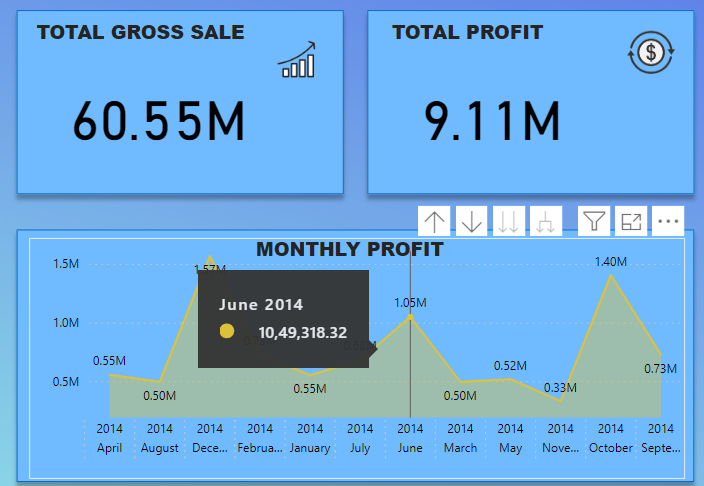 TOTAL GROSS SALE
60.55M
TOTAL PROFIT
$
9.11M
MONTHLY PROFIT
1.5M
1.0M
0.5M
0.55M
0.50M
1.57M
0.55M
1.05M
0.50M
0.52M
0.33M
1.40M
0.73M
June 2014
10,49,318.32
2014 2014 2014 2014 2014 2014 2014 2014 2014 2014 2014 2014
April August Dece... Februa... January July June March May Nove... October Septe...